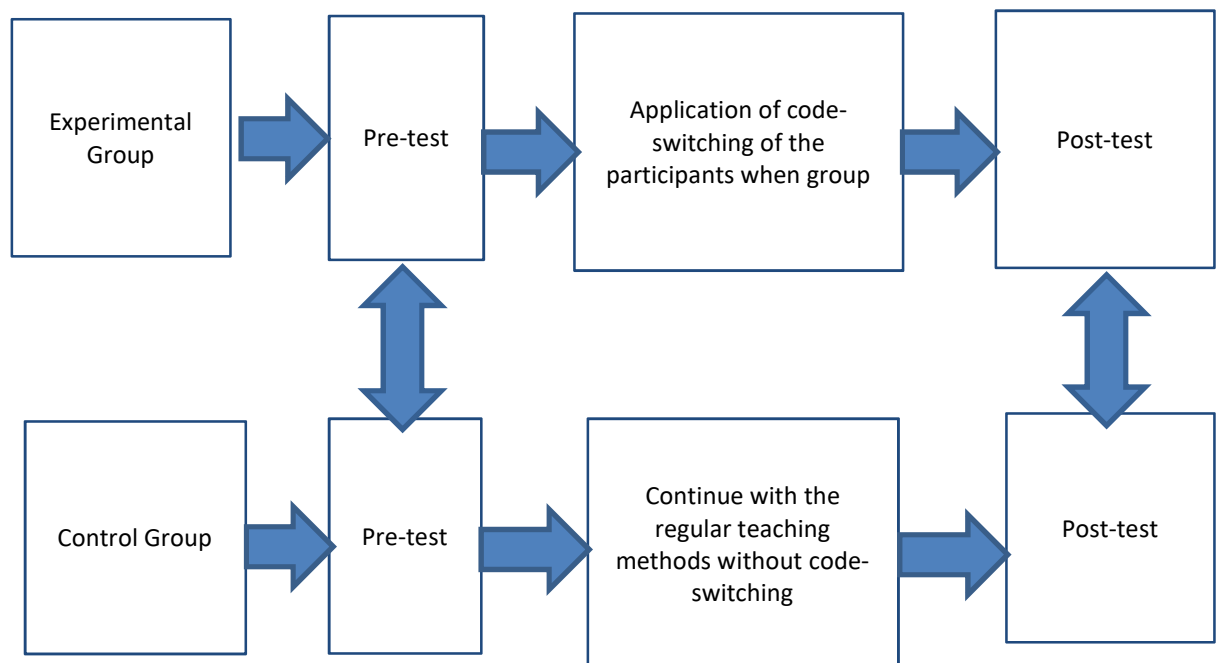 Experimental
Group
Pre-test
Application of code-
switching of the
participants when group
Post-test
Control Group
Pre-test
Continue with the
regular teaching
methods without code-
switching
Post-test